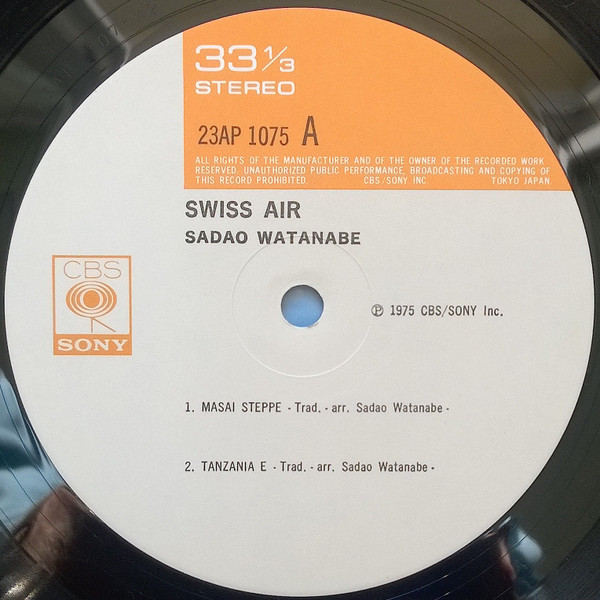 33 1/3
STEREO
23AP 1075 A
ALL RIGHTS OF THE MANUFACTURER AND OF THE OWNER OF THE RECORDED WORK
RESERVED. UNAUTHORIZED PUBLIC PERFORMANCE, BROADCASTING AND COPYING OF
THIS RECORD PROHIBITED. CBS/SONY INC. TOKYO JAPAN.
SWISS AIR
SADAO WATANABE
CBS
SONY
℗ 1975 CBS/SONY Inc.
1. MASAI STEPPE - Trad. - arr. Sadao Watanabe -
2. TANZANIA E - Trad. - arr. Sadao Watanabe -